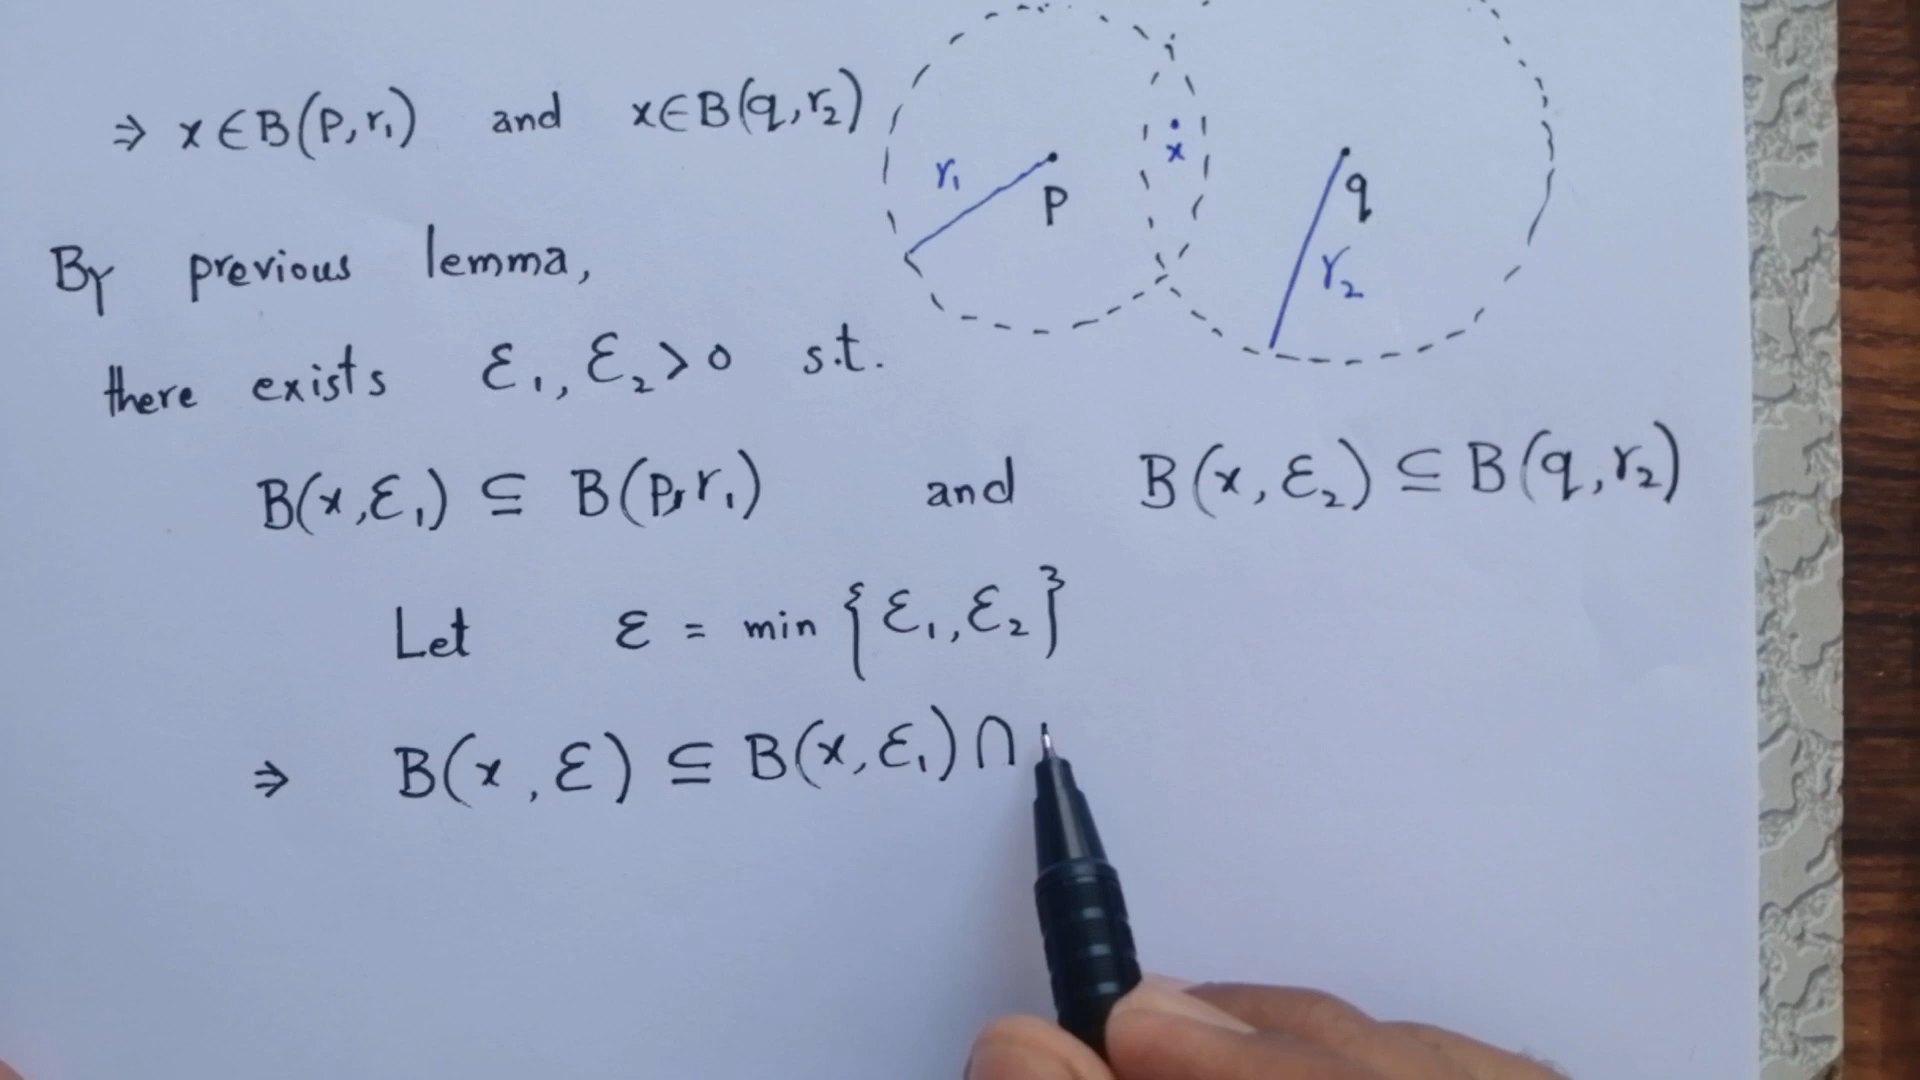 ⇒ x∈B(p,r₁) and x∈B(q,r₂)
r₁
p
x
q
r₂
By previous lemma,
there exists ε₁, ε₂>0 s.t.
B(x,ε₁) ⊆ B(p,r₁) and B(x,ε₂) ⊆ B(q,r₂)
Let ε = min {ε₁,ε₂}
⇒ B(x,ε) ⊆ B(x,ε₁) ∩